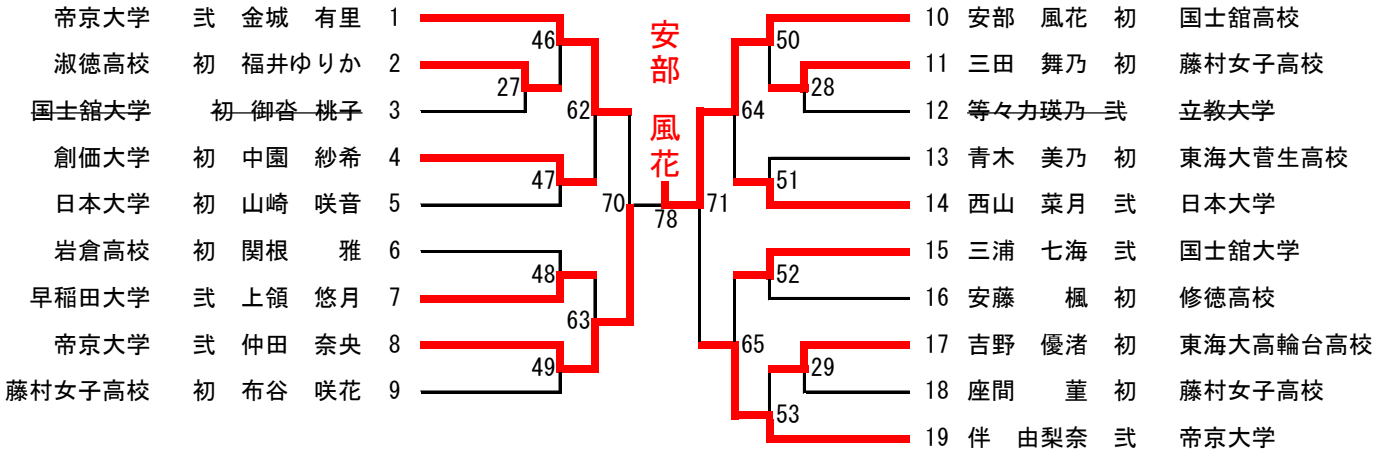 帝京大学 弐 金城 有里 1
淑徳高校 初 福井ゆりか 2
国士舘大学 初 御沓 桃子 3
創価大学 初 中園 紗希 4
日本大学 初 山崎 咲音 5
岩倉高校 初 関根 雅 6
早稲田大学 弐 上領 悠月 7
帝京大学 弐 仲田 奈央 8
藤村女子高校 初 布谷 咲花 9
46
27
62
47
70
48
63
49
安部 風花
78
71
50
28
64
51
52
65
29
53
10 安部 風花 初 国士舘高校
11 三田 舞乃 初 藤村女子高校
12 等々力瑛乃 弐 立教大学
13 青木 美乃 初 東海大菅生高校
14 西山 菜月 弐 日本大学
15 三浦 七海 弐 国士舘大学
16 安藤 楓 初 修徳高校
17 吉野 優渚 初 東海大高輪台高校
18 座間 菫 初 藤村女子高校
19 伴 由梨奈 弐 帝京大学